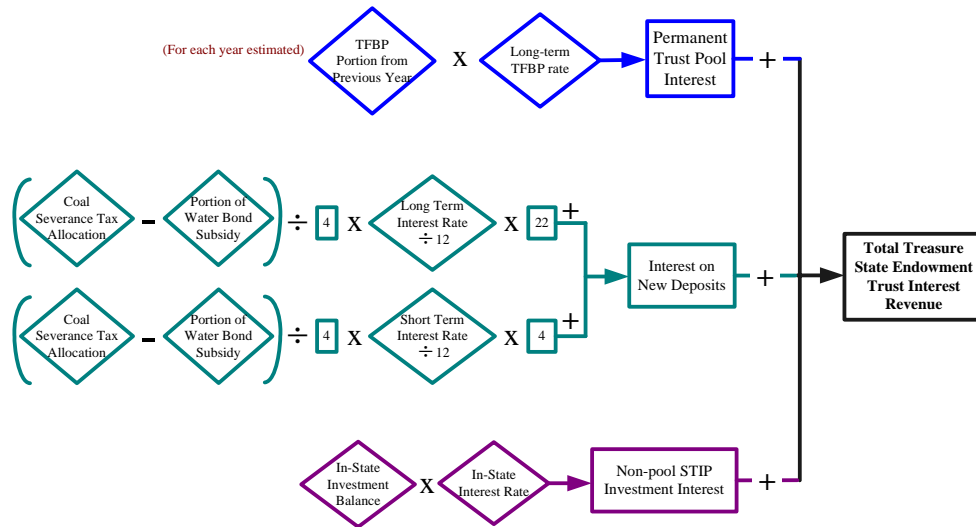 (For each year estimated)
TFBP
Portion from
Previous Year
X
Long-term
TFBP rate
Permanent
Trust Pool
Interest
+
( Coal
Severance Tax
Allocation
-
Portion of
Water Bond
Subsidy )
÷
4
X
Long Term
Interest Rate
÷ 12
X
22
+
( Coal
Severance Tax
Allocation
-
Portion of
Water Bond
Subsidy )
÷
4
X
Short Term
Interest Rate
÷ 12
X
4
+
Interest on
New Deposits
+
In-State
Investment
Balance
X
In-State
Interest Rate
Non-pool STIP
Investment Interest
+
Total Treasure
State Endowment
Trust Interest
Revenue